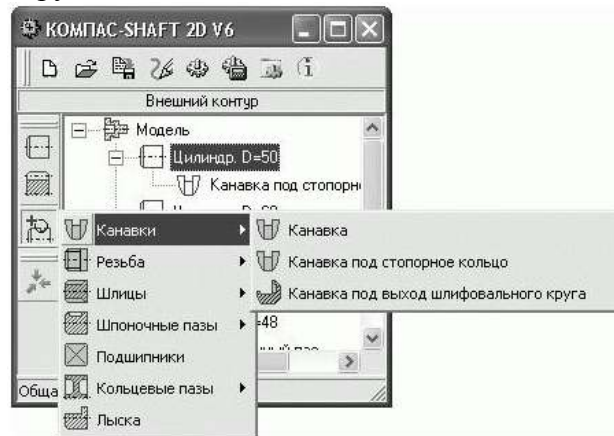 КОМПАС-SHAFT 2D V6
Внешний контур
Модель
Цилиндр. D=50
Канавка под стопорн
Канавки
Канавка
Резьба
Канавка под стопорное кольцо
Шлицы
Канавка под выход шлифовального круга
Шпоночные пазы
=48
Подшипники
Обща
Кольцевые пазы
Лыска